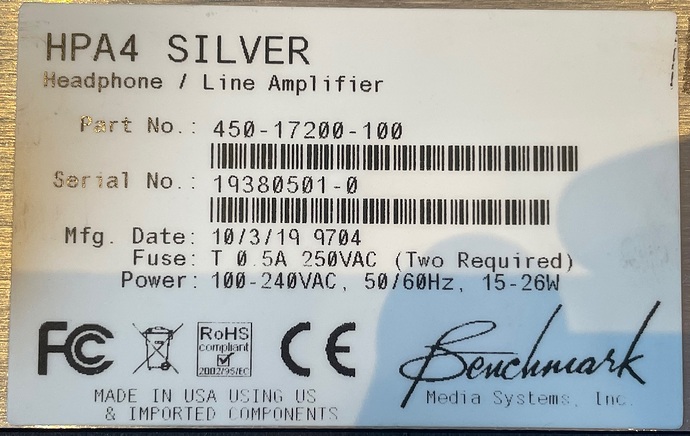 HPA4 SILVER
Headphone / Line Amplifier
Part No.: 450-17200-100
Serial No.: 19380501-0
Mfg. Date: 10/3/19 9704
Fuse: T 0.5A 250VAC (Two Required)
Power: 100-240VAC, 50/60Hz, 15-26W
FC RoHS compliant 2002/95/EC CE
Benchmark
Media Systems, Inc.
MADE IN USA USING US
& IMPORTED COMPONENTS